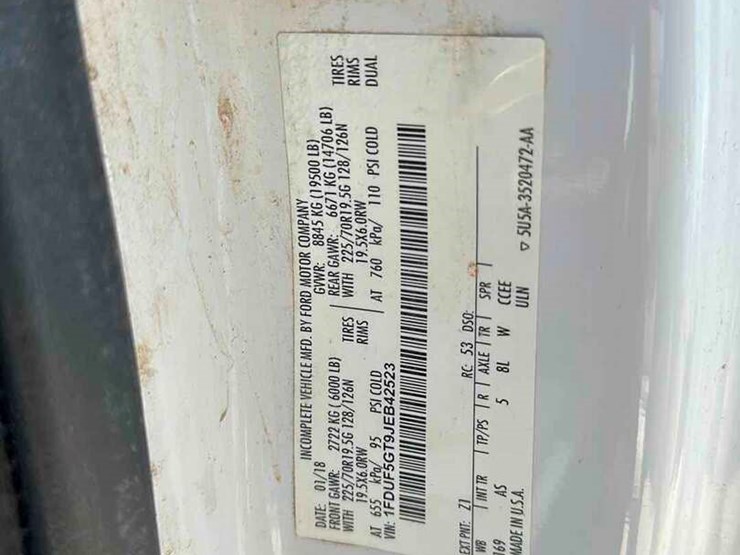 INCOMPLETE VEHICLE MFD. BY FORD MOTOR COMPANY
DATE: 01/18 GVWR: 8845 KG (19500 LB)
FRONT GAWR: 2722 KG ( 6000 LB) REAR GAWR: 6671 KG (14706 LB)
WITH 225/70R19.5G 128/126N TIRES WITH 225/70R19.5G 128/126N TIRES
19.5X6.0RW RIMS 19.5X6.0RW RIMS
AT 655 kPa/ 95 PSI COLD AT 760 kPa/ 110 PSI COLD DUAL
VIN: 1FDUF5GT9JEB42523
EXT PNT: Z1 RC: 53 DSO:
WB INT TR TP/PS R AXLE TR SPR
169 AS 5 8L W CCEE
ULN
MADE IN U.S.A. 5U5A-3520472-AA